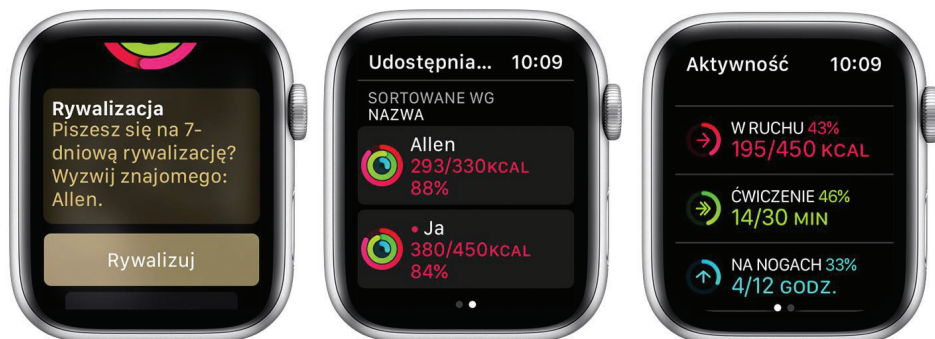 Rywalizacja
Piszesz się na 7-
dniową rywalizację?
Wyzwij znajomego:
Allen.
Rywalizuj
Udostępnia... 10:09
SORTOWANE WG
NAZWA
Allen
293/330KCAL
88%
Ja
380/450KCAL
84%
Aktywność 10:09
W RUCHU 43%
195/450 KCAL
ĆWICZENIE 46%
14/30 MIN
NA NOGACH 33%
4/12 GODZ.